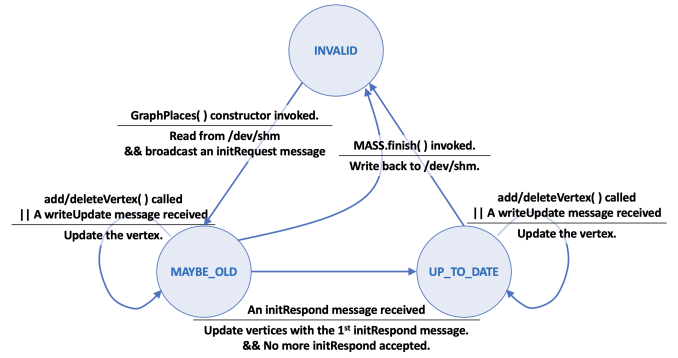 INVALID
GraphPlaces( ) constructor invoked.
Read from /dev/shm
&& broadcast an initRequest message
MASS.finish( ) invoked.
Write back to /dev/shm.
add/deleteVertex( ) called
|| A writeUpdate message received
Update the vertex.
add/deleteVertex( ) called
|| A writeUpdate message received
Update the vertex.
MAYBE_OLD
UP_TO_DATE
An initRespond message received
Update vertices with the 1st initRespond message.
&& No more initRespond accepted.